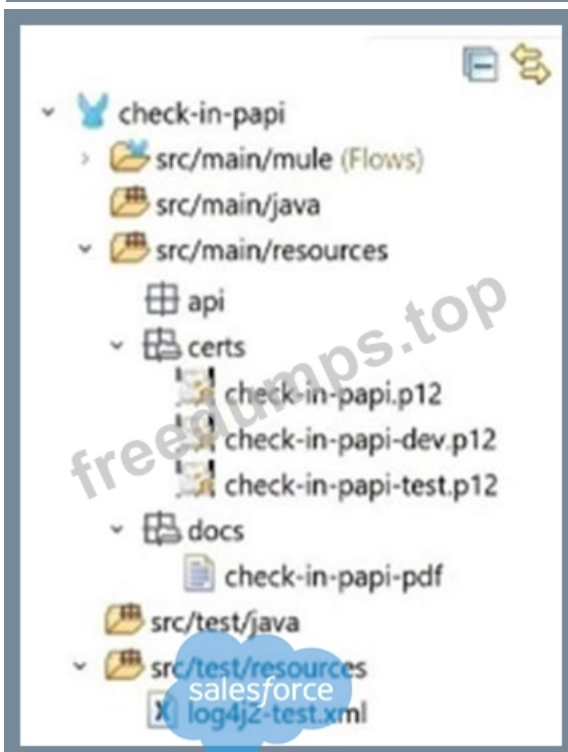 check-in-papi
src/main/mule (Flows)
src/main/java
src/main/resources
api
certs
check-in-papi.p12
check-in-papi-dev.p12
check-in-papi-test.p12
docs
check-in-papi-pdf
src/test/java
src/test/resources
salesforce
log4j2-test.xml
freedumps.top